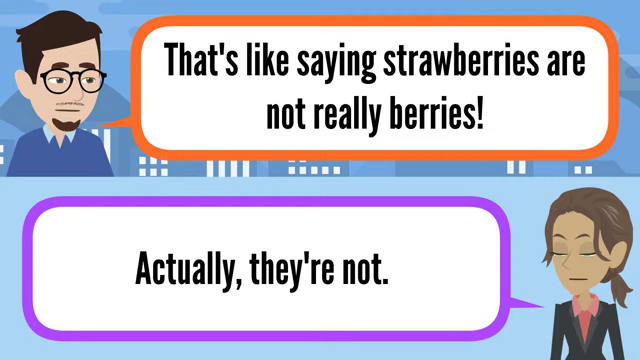 That's like saying strawberries are
not really berries!
Actually, they're not.